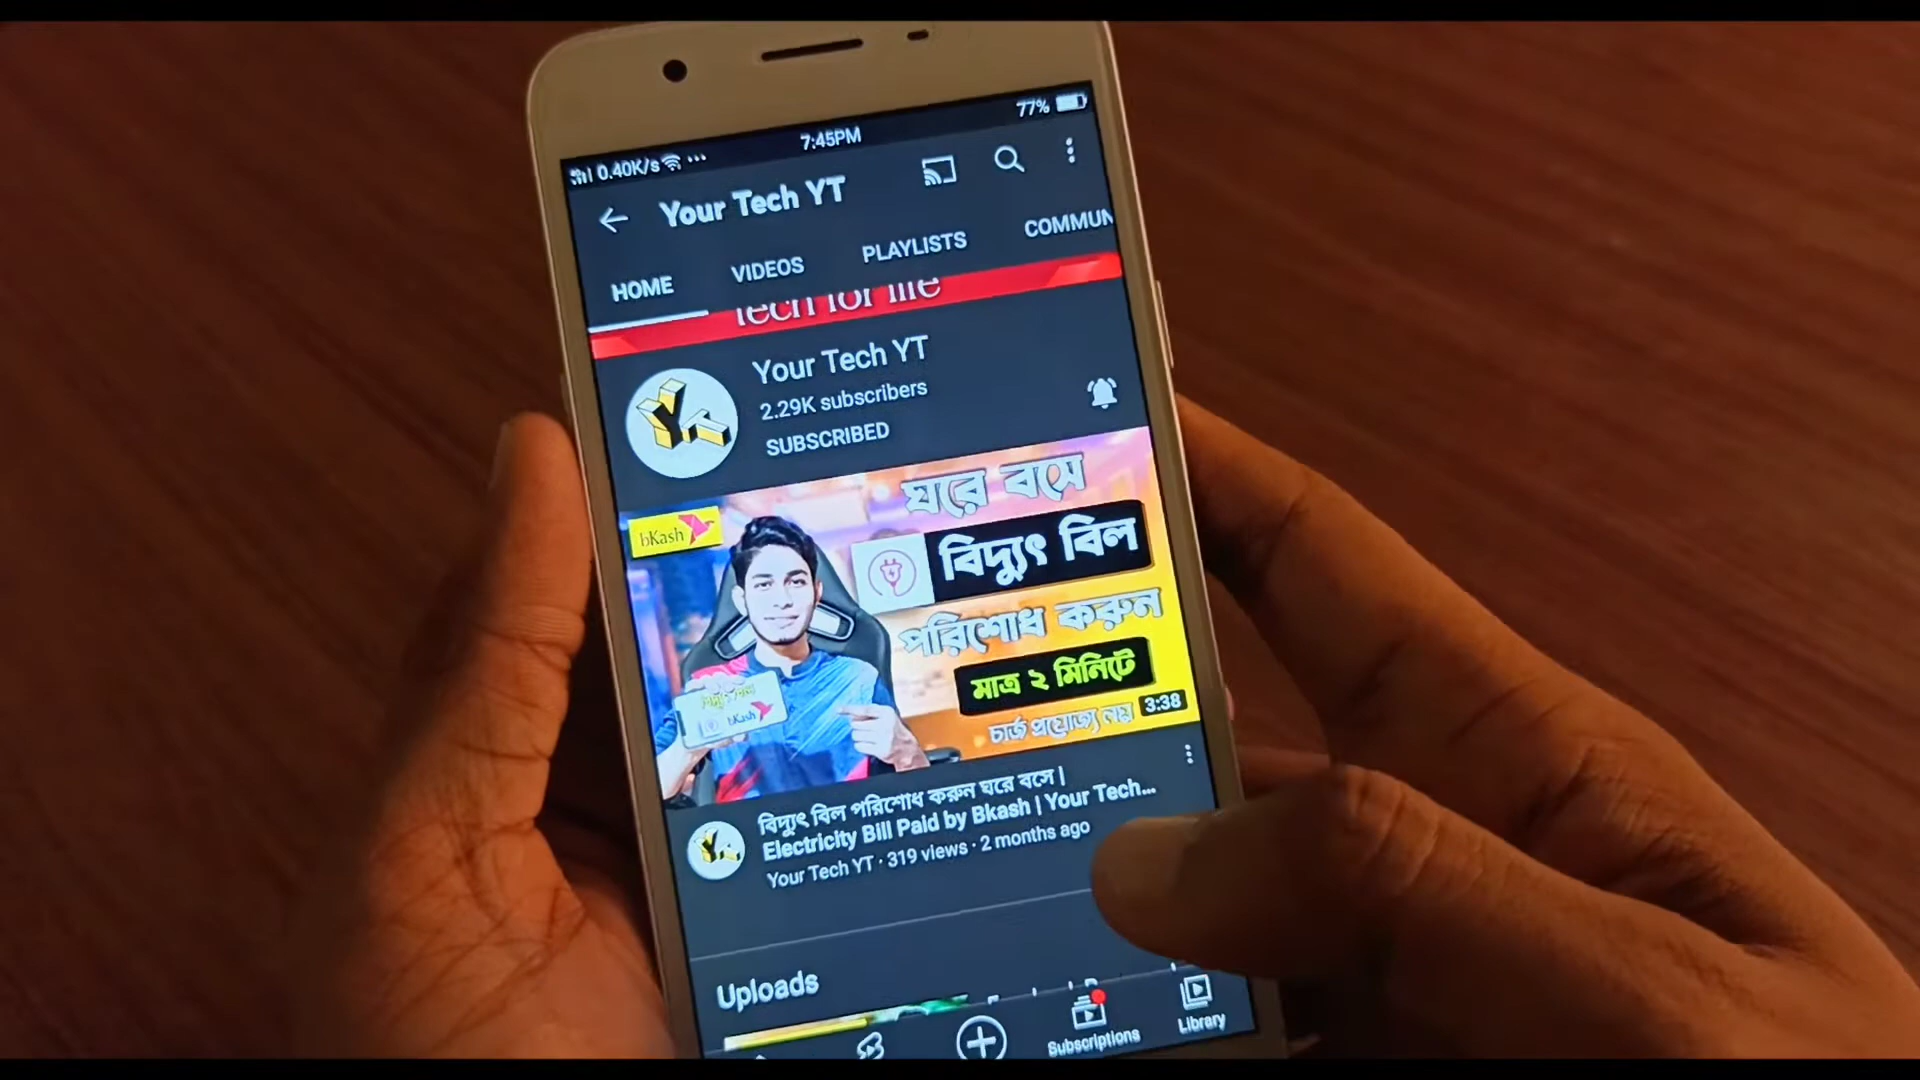 0.40K/s 7:45PM 77%
Your Tech YT
HOME VIDEOS PLAYLISTS COMMUN
Tech for life
Your Tech YT
2.29K subscribers
SUBSCRIBED
bKash
ঘরে বসে
বিদ্যুৎ বিল
পরিশোধ করুন
মাত্র ২ মিনিটে
চার্জ প্রযোজ্য নয়
3:38
bKash
বিদ্যুৎ বিল পরিশোধ করুন ঘরে বসে |
Electricity Bill Paid by Bkash | Your Tech...
Your Tech YT · 319 views · 2 months ago
Uploads
Subscriptions
Library